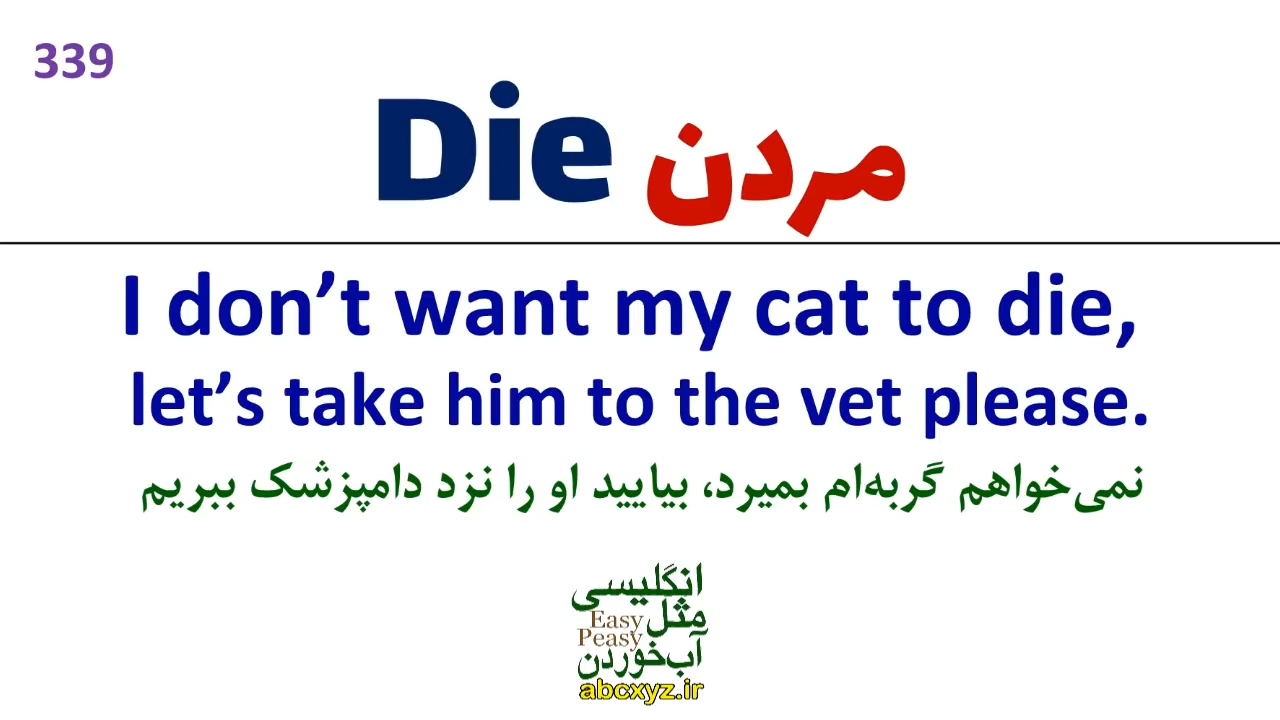 339
Die مردن
I don’t want my cat to die,
let’s take him to the vet please.
نمی‌خواهم گربه‌ام بمیرد، بیایید او را نزد دامپزشک ببریم
انگلیسی
مثل Easy
Peasy
آب‌خوردن
abcxyz.ir